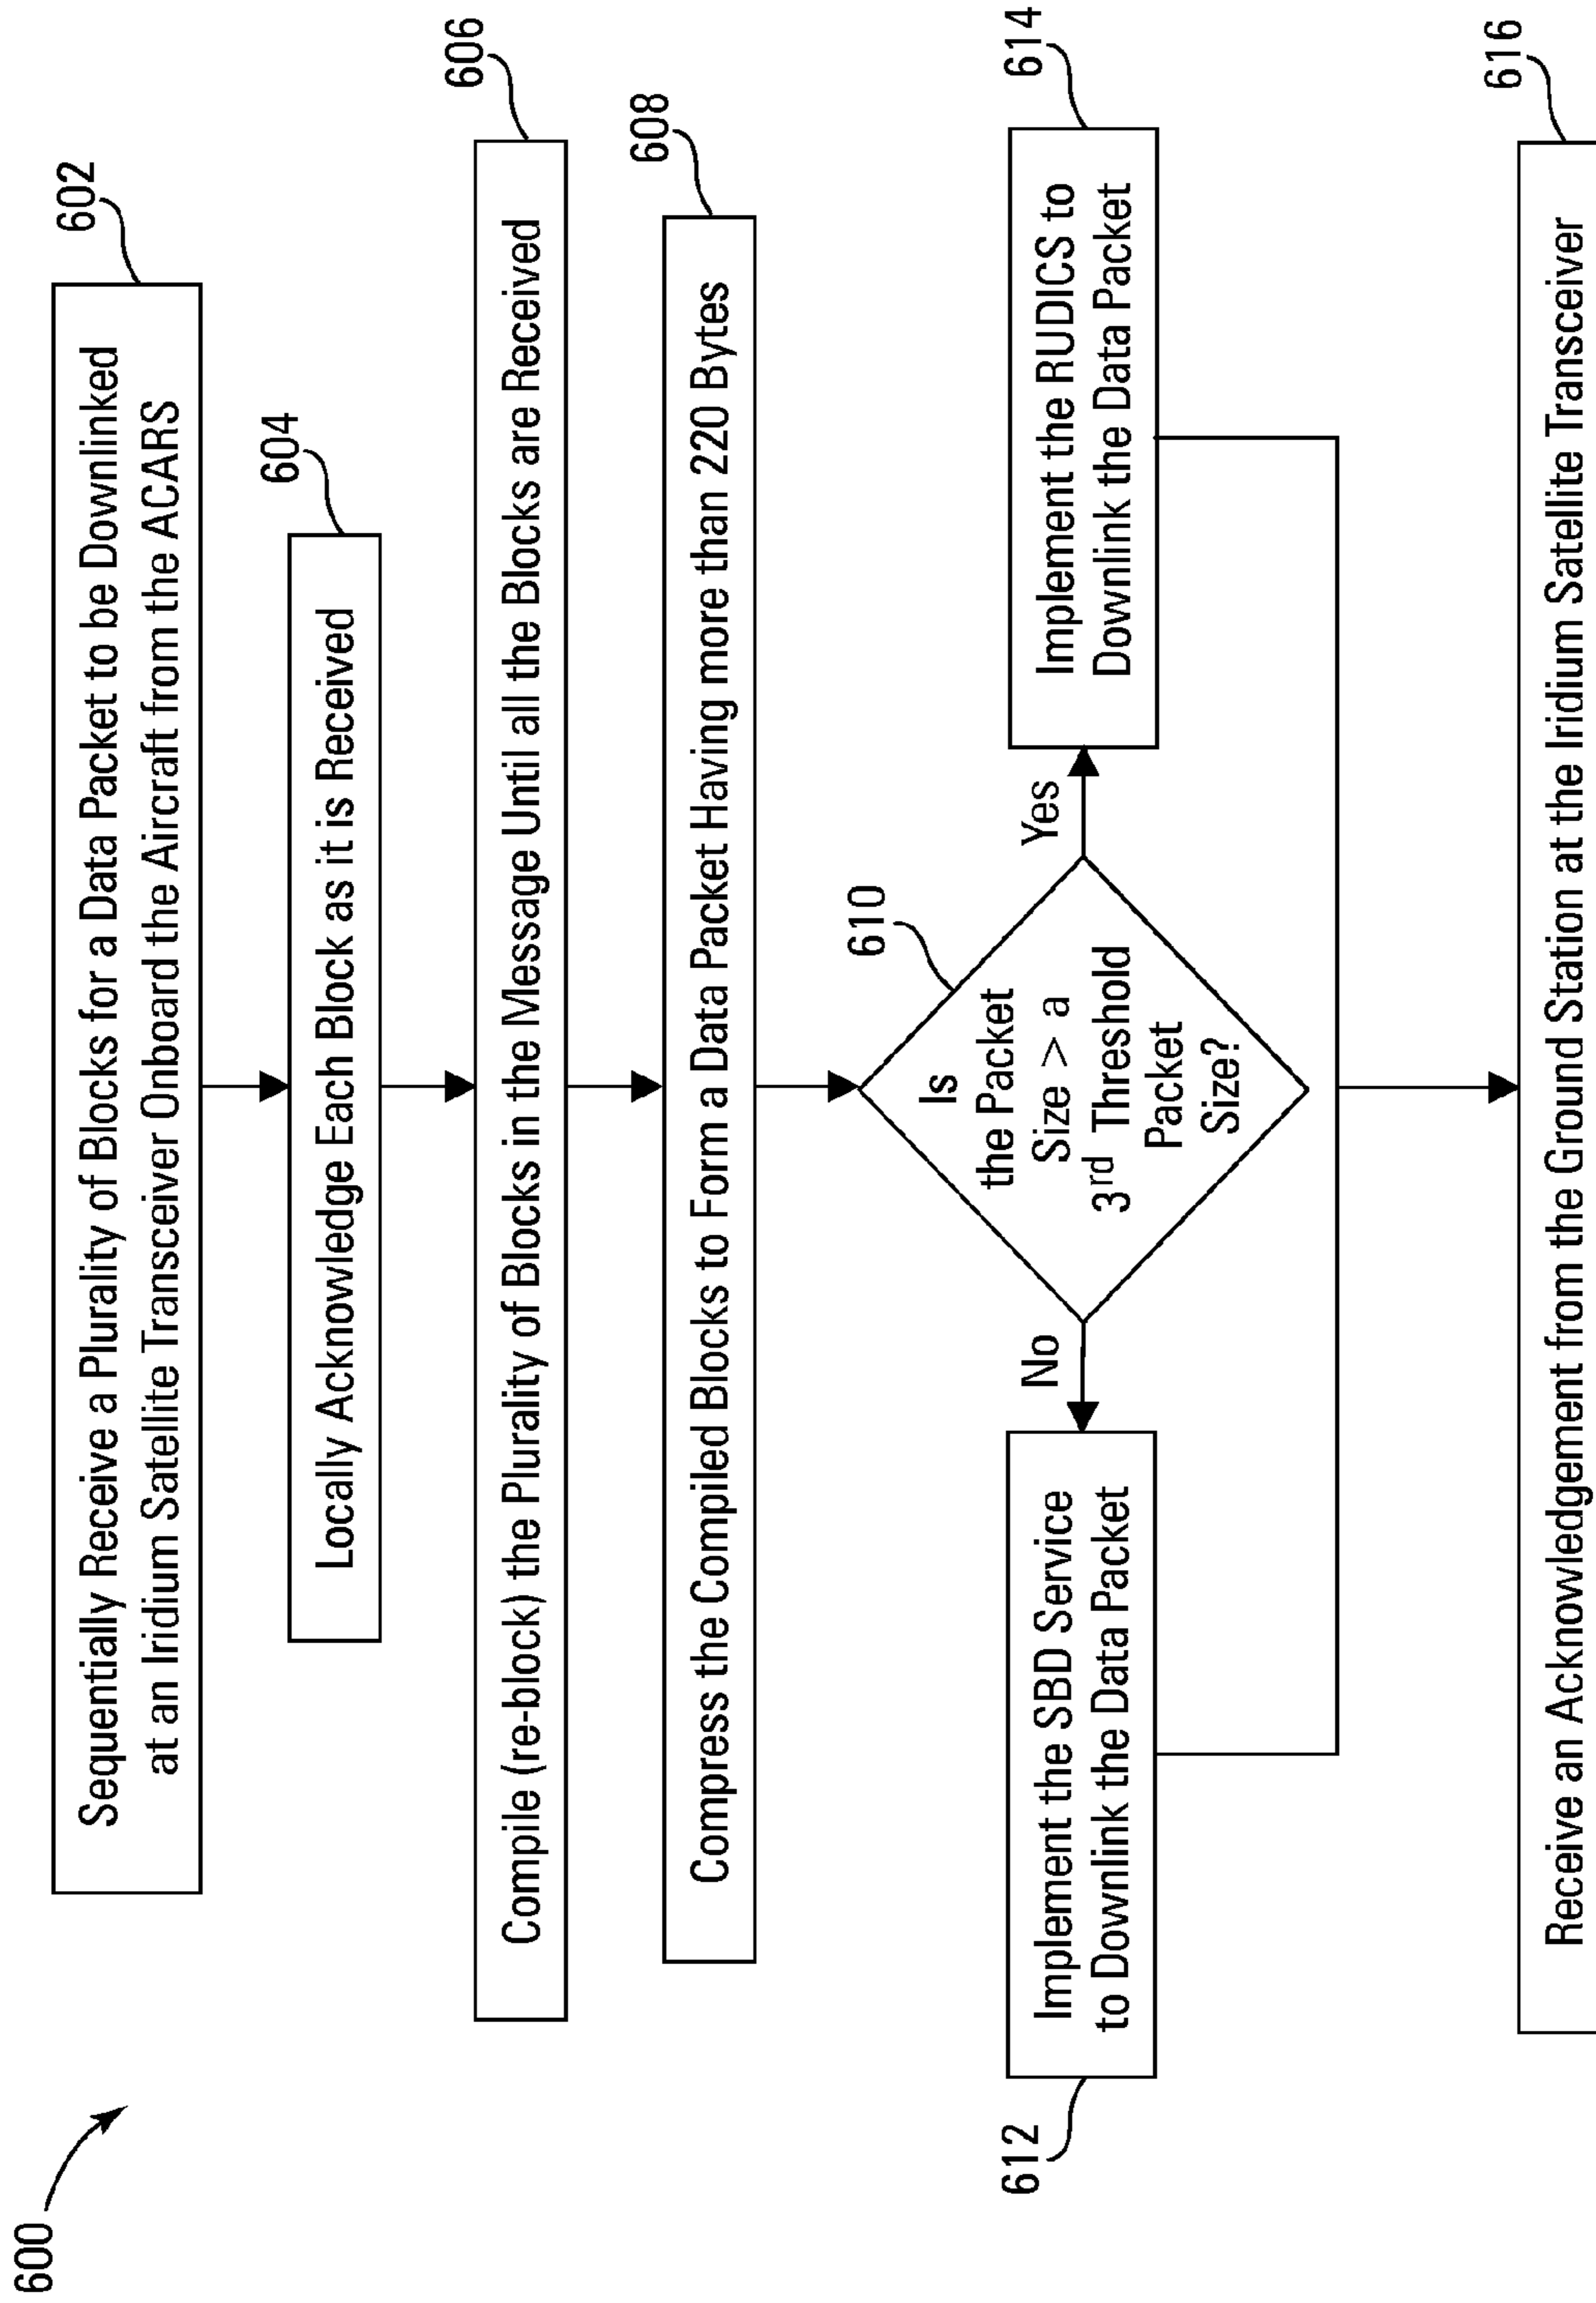 600
602
Sequentially Receive a Plurality of Blocks for a Data Packet to be Downlinked
at an Iridium Satellite Transceiver Onboard the Aircraft from the ACARS
604
Locally Acknowledge Each Block as it is Received
606
Compile (re-block) the Plurality of Blocks in the Message Until all the Blocks are Received
608
Compress the Compiled Blocks to Form a Data Packet Having more than 220 Bytes
610
Is
the Packet
Size > a
3rd Threshold
Packet
Size?
No
Yes
612
Implement the SBD Service
to Downlink the Data Packet
614
Implement the RUDICS to
Downlink the Data Packet
616
Receive an Acknowledgement from the Ground Station at the Iridium Satellite Transceiver